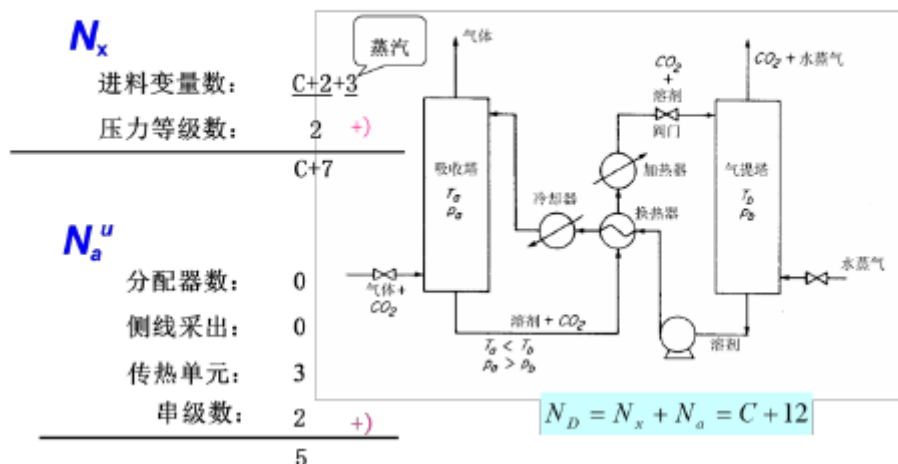 Nx
蒸汽
进料变量数: C+2+3
压力等级数: 2 +)
C+7
Nau
分配器数: 0
侧线采出: 0
传热单元: 3
串级数: 2 +)
5
气体
吸收塔
Ta
pa
气体+
CO2
冷却器
换热器
加热器
CO2
+
溶剂
阀门
CO2+水蒸气
气提塔
Tb
pb
水蒸气
溶剂
溶剂+CO2
Ta < Tb
pa > pb
ND = Nx + Na = C + 12